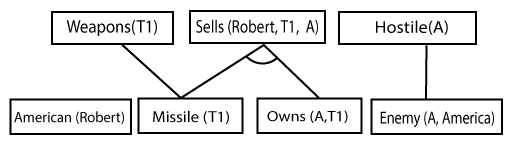 Weapons(T1)
Sells (Robert, T1, A)
Hostile(A)
American (Robert)
Missile (T1)
Owns (A,T1)
Enemy (A, America)